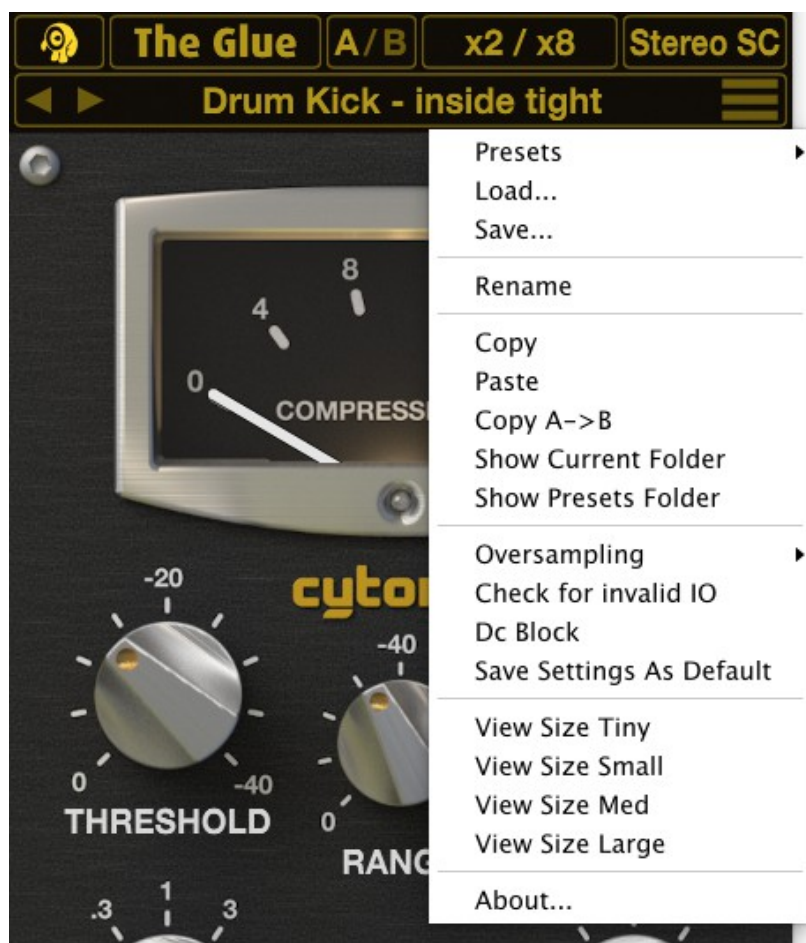 The Glue A/B x2 / x8 Stereo SC
Drum Kick - inside tight
Presets
Load...
Save...
Rename
Copy
Paste
Copy A->B
Show Current Folder
Show Presets Folder
Oversampling
Check for invalid IO
Dc Block
Save Settings As Default
View Size Tiny
View Size Small
View Size Med
View Size Large
About...
8
4
0
COMPRESS
cyto
-20
0
-40
THRESHOLD
-40
0
RANG
.3 1 3